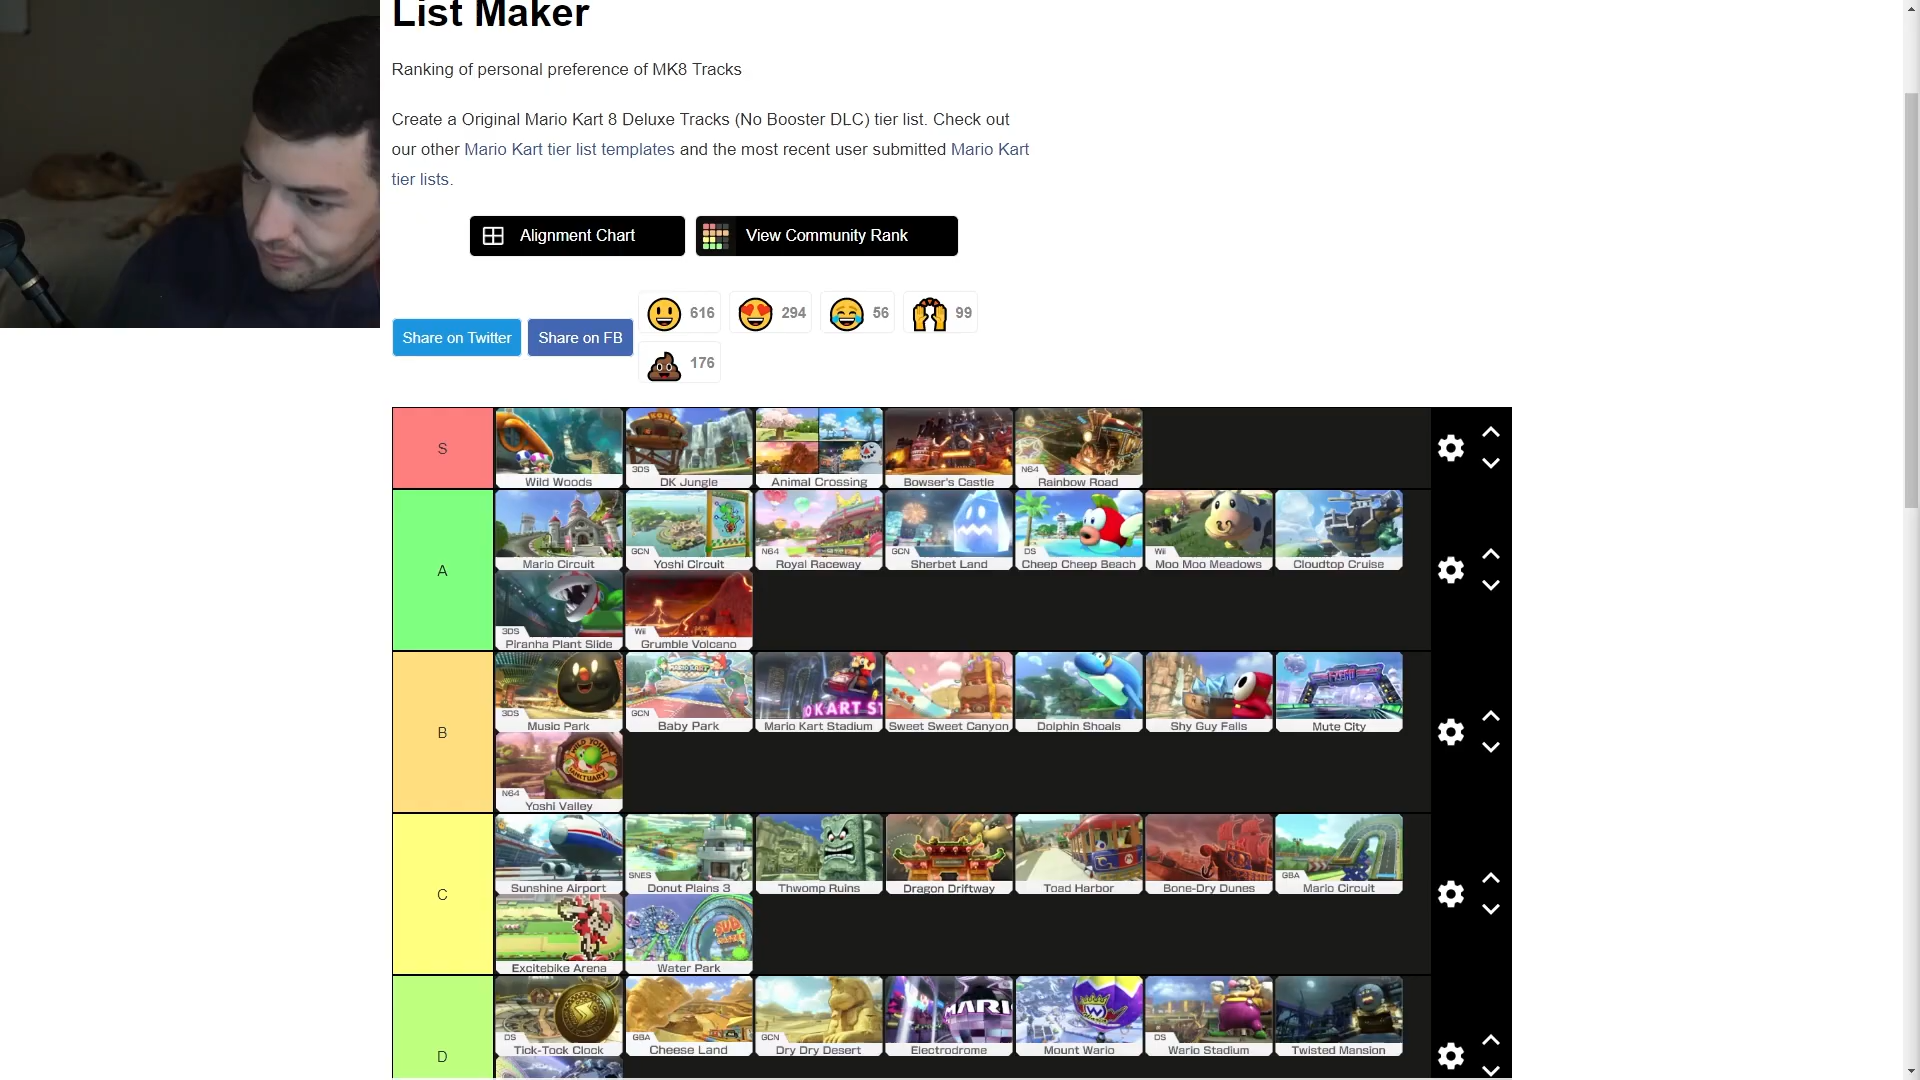 List Maker
Ranking of personal preference of MK8 Tracks
Create a Original Mario Kart 8 Deluxe Tracks (No Booster DLC) tier list. Check out
our other Mario Kart tier list templates and the most recent user submitted Mario Kart
tier lists.
Alignment Chart
View Community Rank
616
294
56
99
Share on Twitter
Share on FB
176
S
Wild Woods
3DS
DK Jungle
Animal Crossing
Bowser's Castle
N64
Rainbow Road
A
Mario Circuit
GCN
Yoshi Circuit
N64
Royal Raceway
GCN
Sherbet Land
DS
Cheep Cheep Beach
Wii
Moo Moo Meadows
Cloudtop Cruise
3DS
Piranha Plant Slide
Wii
Grumble Volcano
B
3DS
Music Park
MARIO KART
GCN
Baby Park
OKART ST
Mario Kart Stadium
Sweet Sweet Canyon
Dolphin Shoals
Shy Guy Falls
Mute City
WILD YOSHI
SANCTUARY
N64
Yoshi Valley
C
Sunshine Airport
SNES
Donut Plains 3
Thwomp Ruins
Dragon Driftway
Toad Harbor
Bone-Dry Dunes
GBA
Mario Circuit
Excitebike Arena
Water Park
D
DS
Tick-Tock Clock
GBA
Cheese Land
GCN
Dry Dry Desert
MARI
Electrodrome
Mount Wario
DS
Wario Stadium
Twisted Mansion